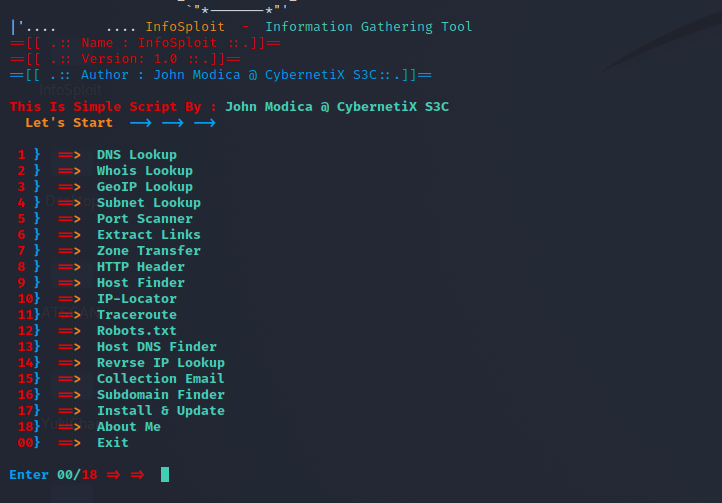 `"*-------*"'
|'....      .... InfoSploit  -  Information Gathering Tool
==[[ .:: Name : InfoSploit ::.]]==
==[[ .:: Version: 1.0 ::.]]==
==[[ .:: Author : John Modica @ CybernetiX S3C::.]]==
This Is Simple Script By : John Modica @ CybernetiX S3C
Let's Start  --> --> -->
1 }  ==>  DNS Lookup
2 }  ==>  Whois Lookup
3 }  ==>  GeoIP Lookup
4 }  ==>  Subnet Lookup
5 }  ==>  Port Scanner
6 }  ==>  Extract Links
7 }  ==>  Zone Transfer
8 }  ==>  HTTP Header
9 }  ==>  Host Finder
10}  ==>  IP-Locator
11}  ==>  Traceroute
12}  ==>  Robots.txt
13}  ==>  Host DNS Finder
14}  ==>  Revrse IP Lookup
15}  ==>  Collection Email
16}  ==>  Subdomain Finder
17}  ==>  Install & Update
18}  ==>  About Me
00}  ==>  Exit
Enter 00/18 => =>